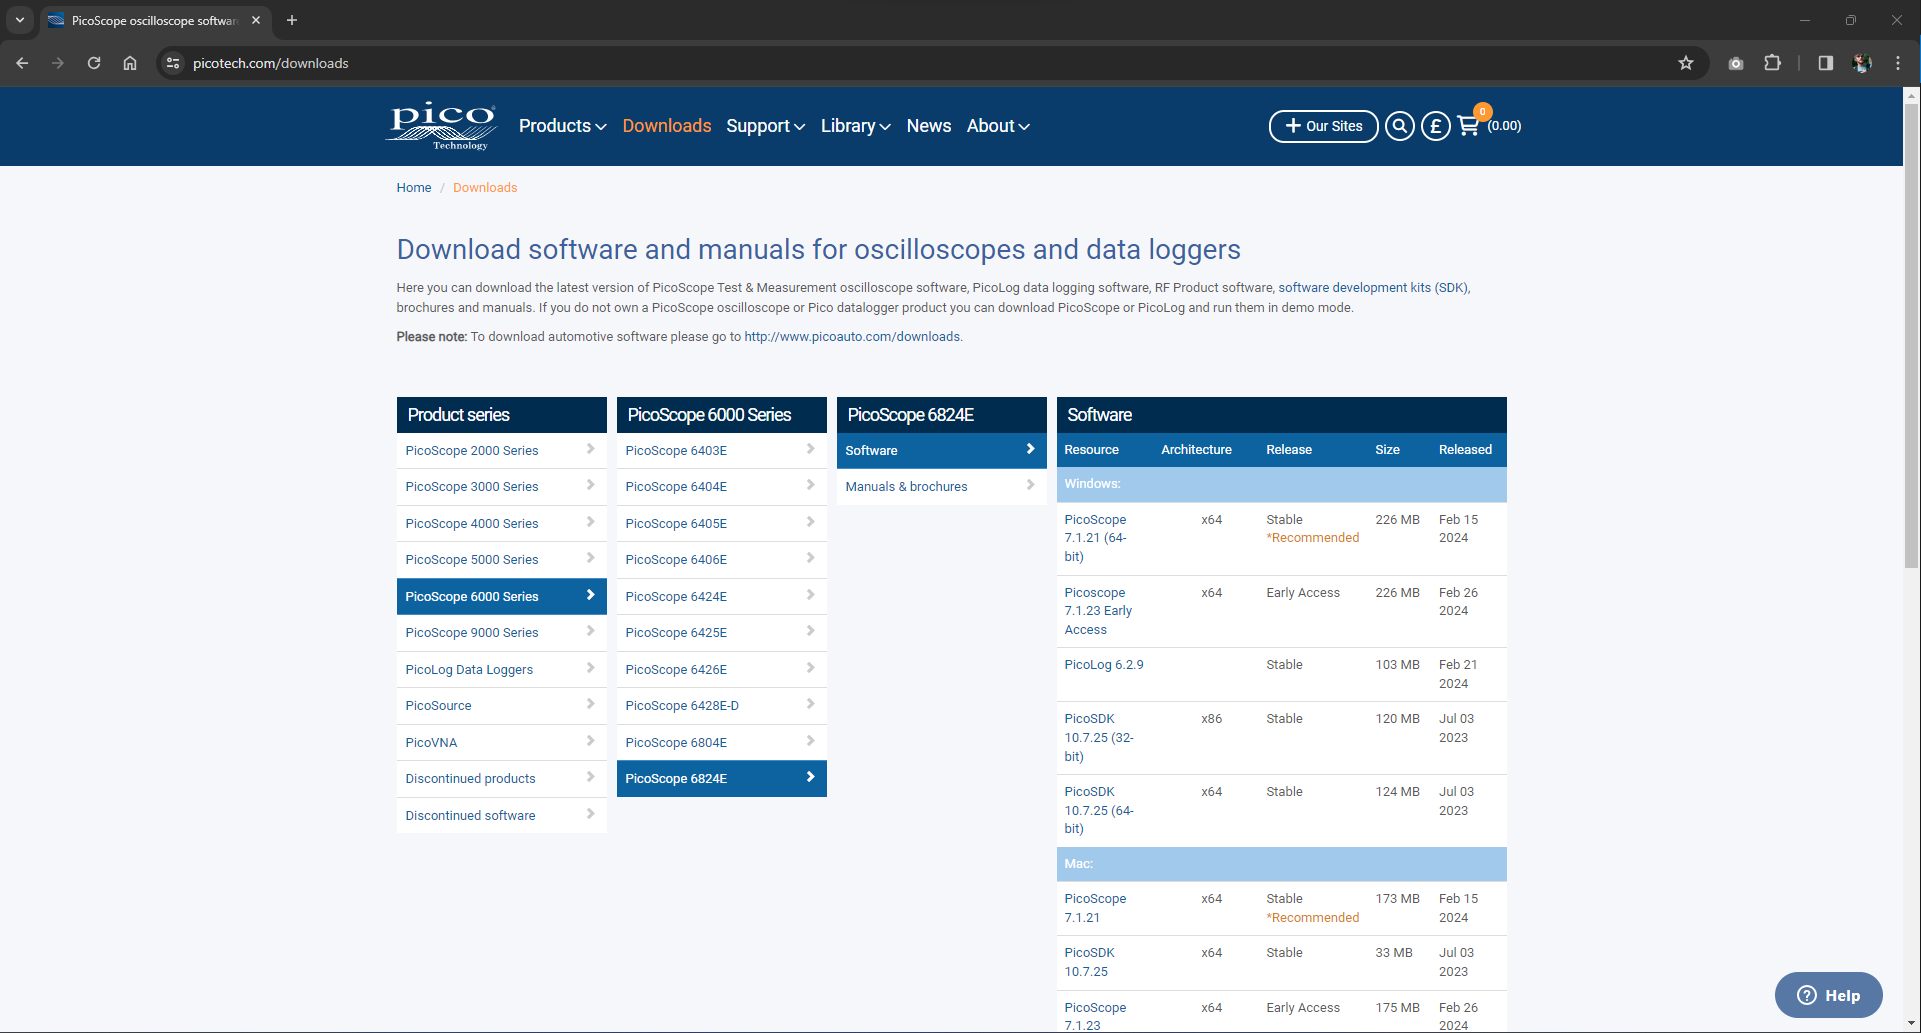 PicoScope oscilloscope softwar
picotech.com/downloads
pico
Technology
Products Downloads Support Library News About
Our Sites £ 0 (0.00)
Home / Downloads
Download software and manuals for oscilloscopes and data loggers
Here you can download the latest version of PicoScope Test & Measurement oscilloscope software, PicoLog data logging software, RF Product software, software development kits (SDK),
brochures and manuals. If you do not own a PicoScope oscilloscope or Pico datalogger product you can download PicoScope or PicoLog and run them in demo mode.
Please note: To download automotive software please go to http://www.picoauto.com/downloads.
Product series
PicoScope 2000 Series
PicoScope 3000 Series
PicoScope 4000 Series
PicoScope 5000 Series
PicoScope 6000 Series
PicoScope 9000 Series
PicoLog Data Loggers
PicoSource
PicoVNA
Discontinued products
Discontinued software
PicoScope 6000 Series
PicoScope 6403E
PicoScope 6404E
PicoScope 6405E
PicoScope 6406E
PicoScope 6424E
PicoScope 6425E
PicoScope 6426E
PicoScope 6428E-D
PicoScope 6804E
PicoScope 6824E
PicoScope 6824E
Software
Manuals & brochures
Software
Resource Architecture Release Size Released
Windows:
PicoScope x64 Stable 226 MB Feb 15
7.1.21 (64- *Recommended 2024
bit)
Picoscope x64 Early Access 226 MB Feb 26
7.1.23 Early 2024
Access
PicoLog 6.2.9 Stable 103 MB Feb 21
2024
PicoSDK x86 Stable 120 MB Jul 03
10.7.25 (32- 2023
bit)
PicoSDK x64 Stable 124 MB Jul 03
10.7.25 (64- 2023
bit)
Mac:
PicoScope x64 Stable 173 MB Feb 15
7.1.21 *Recommended 2024
PicoSDK x64 Stable 33 MB Jul 03
10.7.25 2023
PicoScope x64 Early Access 175 MB Feb 26
7.1.23 2024
Help